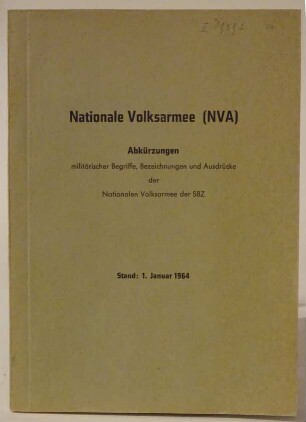 Nationale Volksarmee (NVA)
Abkürzungen
militärischer Begriffe, Bezeichnungen und Ausdrücke
der
Nationalen Volksarmee der SBZ
Stand: 1. Januar 1964